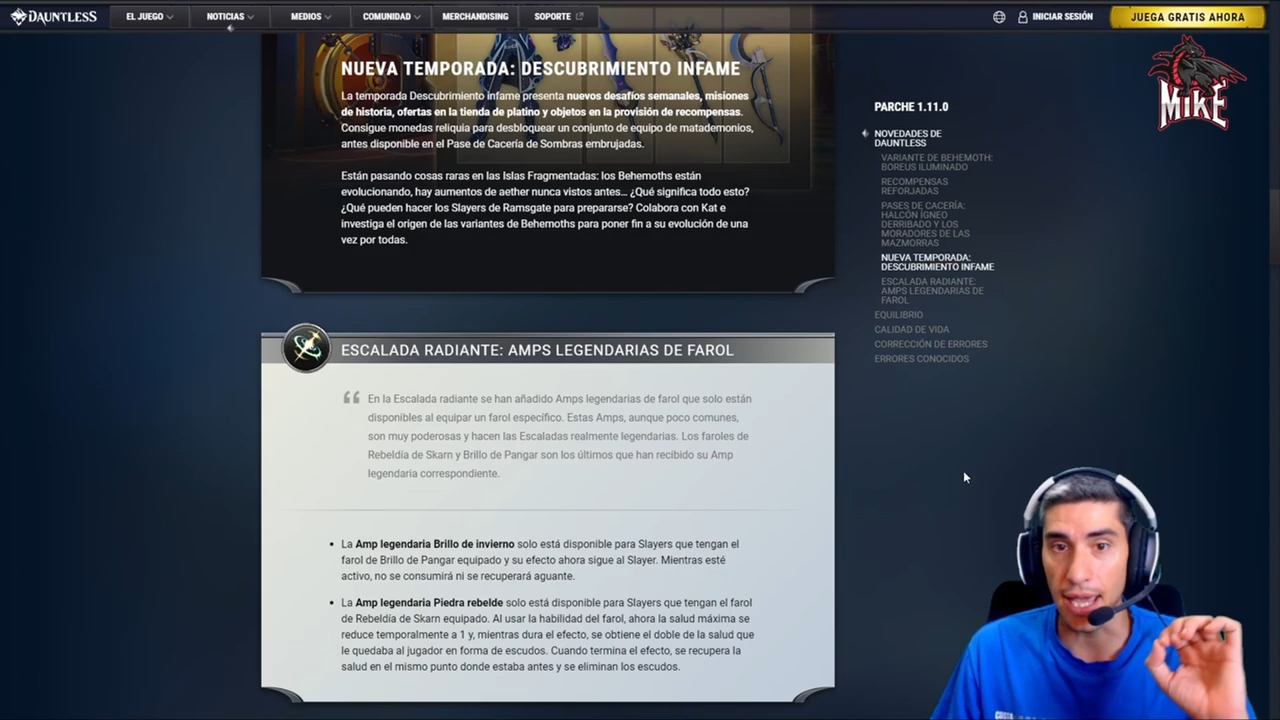 DAUNTLESS
EL JUEGO
NOTICIAS
MEDIOS
COMUNIDAD
MERCHANDISING
SOPORTE
INICIAR SESIÓN
JUEGA GRATIS AHORA
MIKE
NUEVA TEMPORADA: DESCUBRIMIENTO INFAME
La temporada Descubrimiento infame presenta nuevos desafíos semanales, misiones
de historia, ofertas en la tienda de platino y objetos en la provisión de recompensas.
Consigue monedas reliquia para desbloquear un conjunto de equipo de matademonios,
antes disponible en el Pase de Cacería de Sombras embrujadas.
Están pasando cosas raras en las Islas Fragmentadas: los Behemoths están
evolucionando, hay aumentos de aether nunca vistos antes... ¿Qué significa todo esto?
¿Qué pueden hacer los Slayers de Ramsgate para prepararse? Colabora con Kat e
investiga el origen de las variantes de Behemoths para poner fin a su evolución de una
vez por todas.
ESCALADA RADIANTE: AMPS LEGENDARIAS DE FAROL
En la Escalada radiante se han añadido Amps legendarias de farol que solo están
disponibles al equipar un farol específico. Estas Amps, aunque poco comunes,
son muy poderosas y hacen las Escaladas realmente legendarias. Los faroles de
Rebeldía de Skarn y Brillo de Pangar son los últimos que han recibido su Amp
legendaria correspondiente.
• La Amp legendaria Brillo de invierno solo está disponible para Slayers que tengan el
farol de Brillo de Pangar equipado y su efecto ahora sigue al Slayer. Mientras esté
activo, no se consumirá ni se recuperará aguante.
• La Amp legendaria Piedra rebelde solo está disponible para Slayers que tengan el farol
de Rebeldía de Skarn equipado. Al usar la habilidad del farol, ahora la salud máxima se
reduce temporalmente a 1 y, mientras dura el efecto, se obtiene el doble de la salud que
le quedaba al jugador en forma de escudos. Cuando termina el efecto, se recupera la
salud en el mismo punto donde estaba antes y se eliminan los escudos.
PARCHE 1.11.0
NOVEDADES DE
DAUNTLESS
VARIANTE DE BEHEMOTH:
BOREUS ILUMINADO
RECOMPENSAS
REFORJADAS
PASES DE CACERÍA:
HALCÓN ÍGNEO
DERRIBADO Y LOS
MORADORES DE LAS
MAZMORRAS
NUEVA TEMPORADA:
DESCUBRIMIENTO INFAME
ESCALADA RADIANTE:
AMPS LEGENDARIAS DE
FAROL
EQUILIBRIO
CALIDAD DE VIDA
CORRECCIÓN DE ERRORES
ERRORES CONOCIDOS